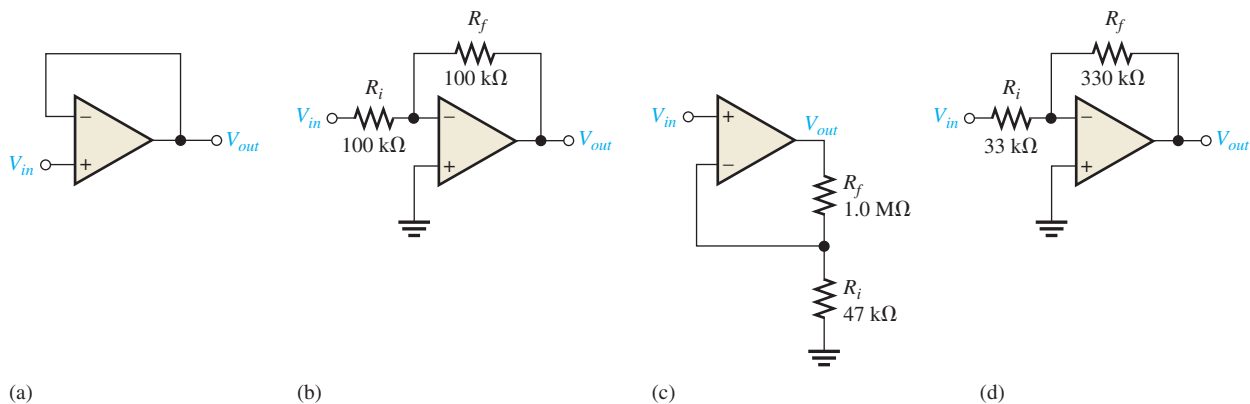 V_in
−
+
V_out
(a)
R_f
100 kΩ
R_i
V_in
100 kΩ
−
+
V_out
(b)
V_in
+
−
V_out
R_f
1.0 MΩ
R_i
47 kΩ
(c)
R_f
330 kΩ
R_i
V_in
33 kΩ
−
+
V_out
(d)